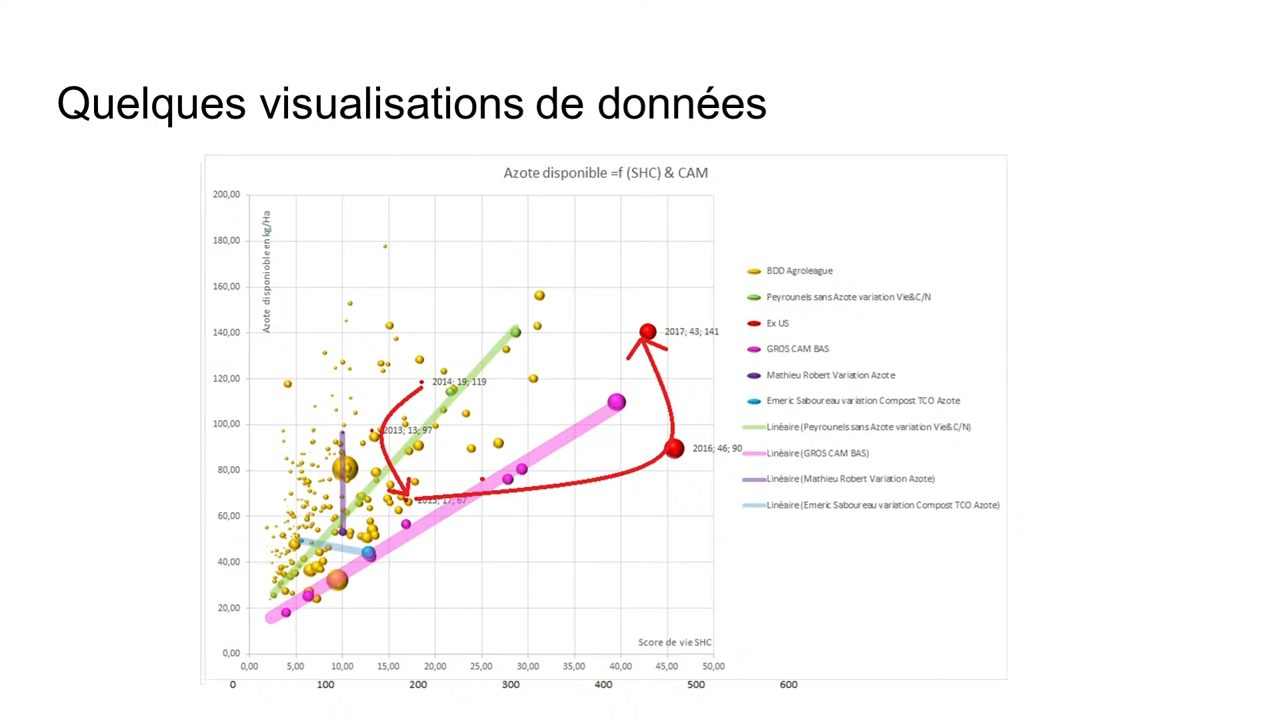 Quelques visualisations de données
Azote disponible =f (SHC) & CAM
200,00
180,00
160,00
140,00
120,00
100,00
80,00
60,00
40,00
20,00
0,00
Azote disponioble en kg/Ha
2017; 43; 141
2014; 19; 119
2013; 13; 97
2016; 46; 90
2015; 17; 67
Score de vie SHC
0,00 5,00 10,00 15,00 20,00 25,00 30,00 35,00 40,00 45,00 50,00
0 100 200 300 400 500 600
BDD Agroleague
Peyrounels sans Azote variation Vie&C/N
Ex US
GROS CAM BAS
Mathieu Robert Variation Azote
Emeric Saboureau variation Compost TCO Azote
Linéaire (Peyrounels sans Azote variation Vie&C/N)
Linéaire (GROS CAM BAS)
Linéaire (Mathieu Robert Variation Azote)
Linéaire (Emeric Saboureau variation Compost TCO Azote)